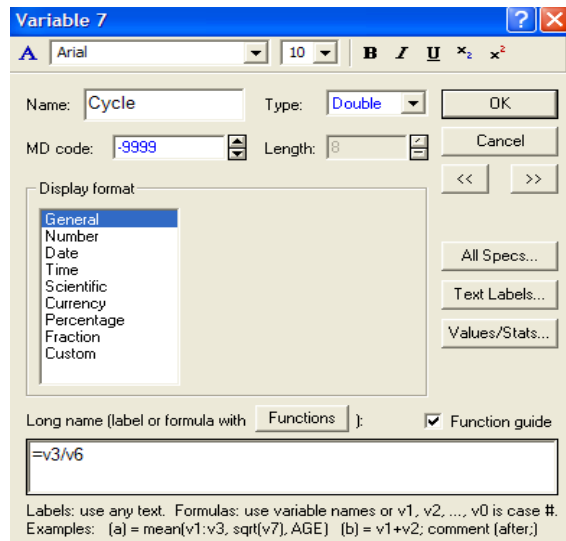 Variable 7
A Arial 10 B I U x₂ x²
Name: Cycle Type: Double OK
MD code: -9999 Length: 8 Cancel
<< >>
Display format
General
Number
Date
Time
Scientific
Currency
Percentage
Fraction
Custom
All Specs...
Text Labels...
Values/Stats...
Long name (label or formula with Functions ): Function guide
=v3/v6
Labels: use any text. Formulas: use variable names or v1, v2, ..., v0 is case #.
Examples: (a) = mean(v1:v3, sqrt(v7), AGE) (b) = v1+v2; comment (after;)